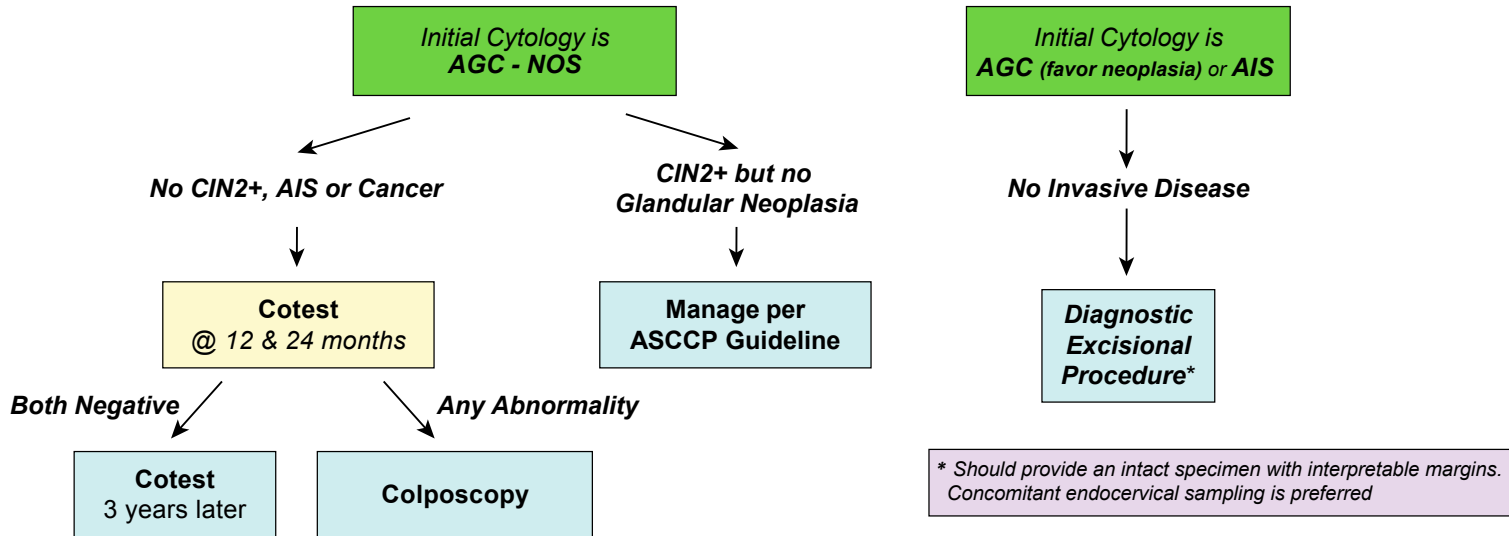 Initial Cytology is
AGC - NOS
Initial Cytology is
AGC (favor neoplasia) or AIS
No CIN2+, AIS or Cancer
CIN2+ but no
Glandular Neoplasia
No Invasive Disease
Cotest
@ 12 & 24 months
Manage per
ASCCP Guideline
Diagnostic
Excisional
Procedure*
Both Negative
Any Abnormality
Cotest
3 years later
Colposcopy
* Should provide an intact specimen with interpretable margins.
Concomitant endocervical sampling is preferred